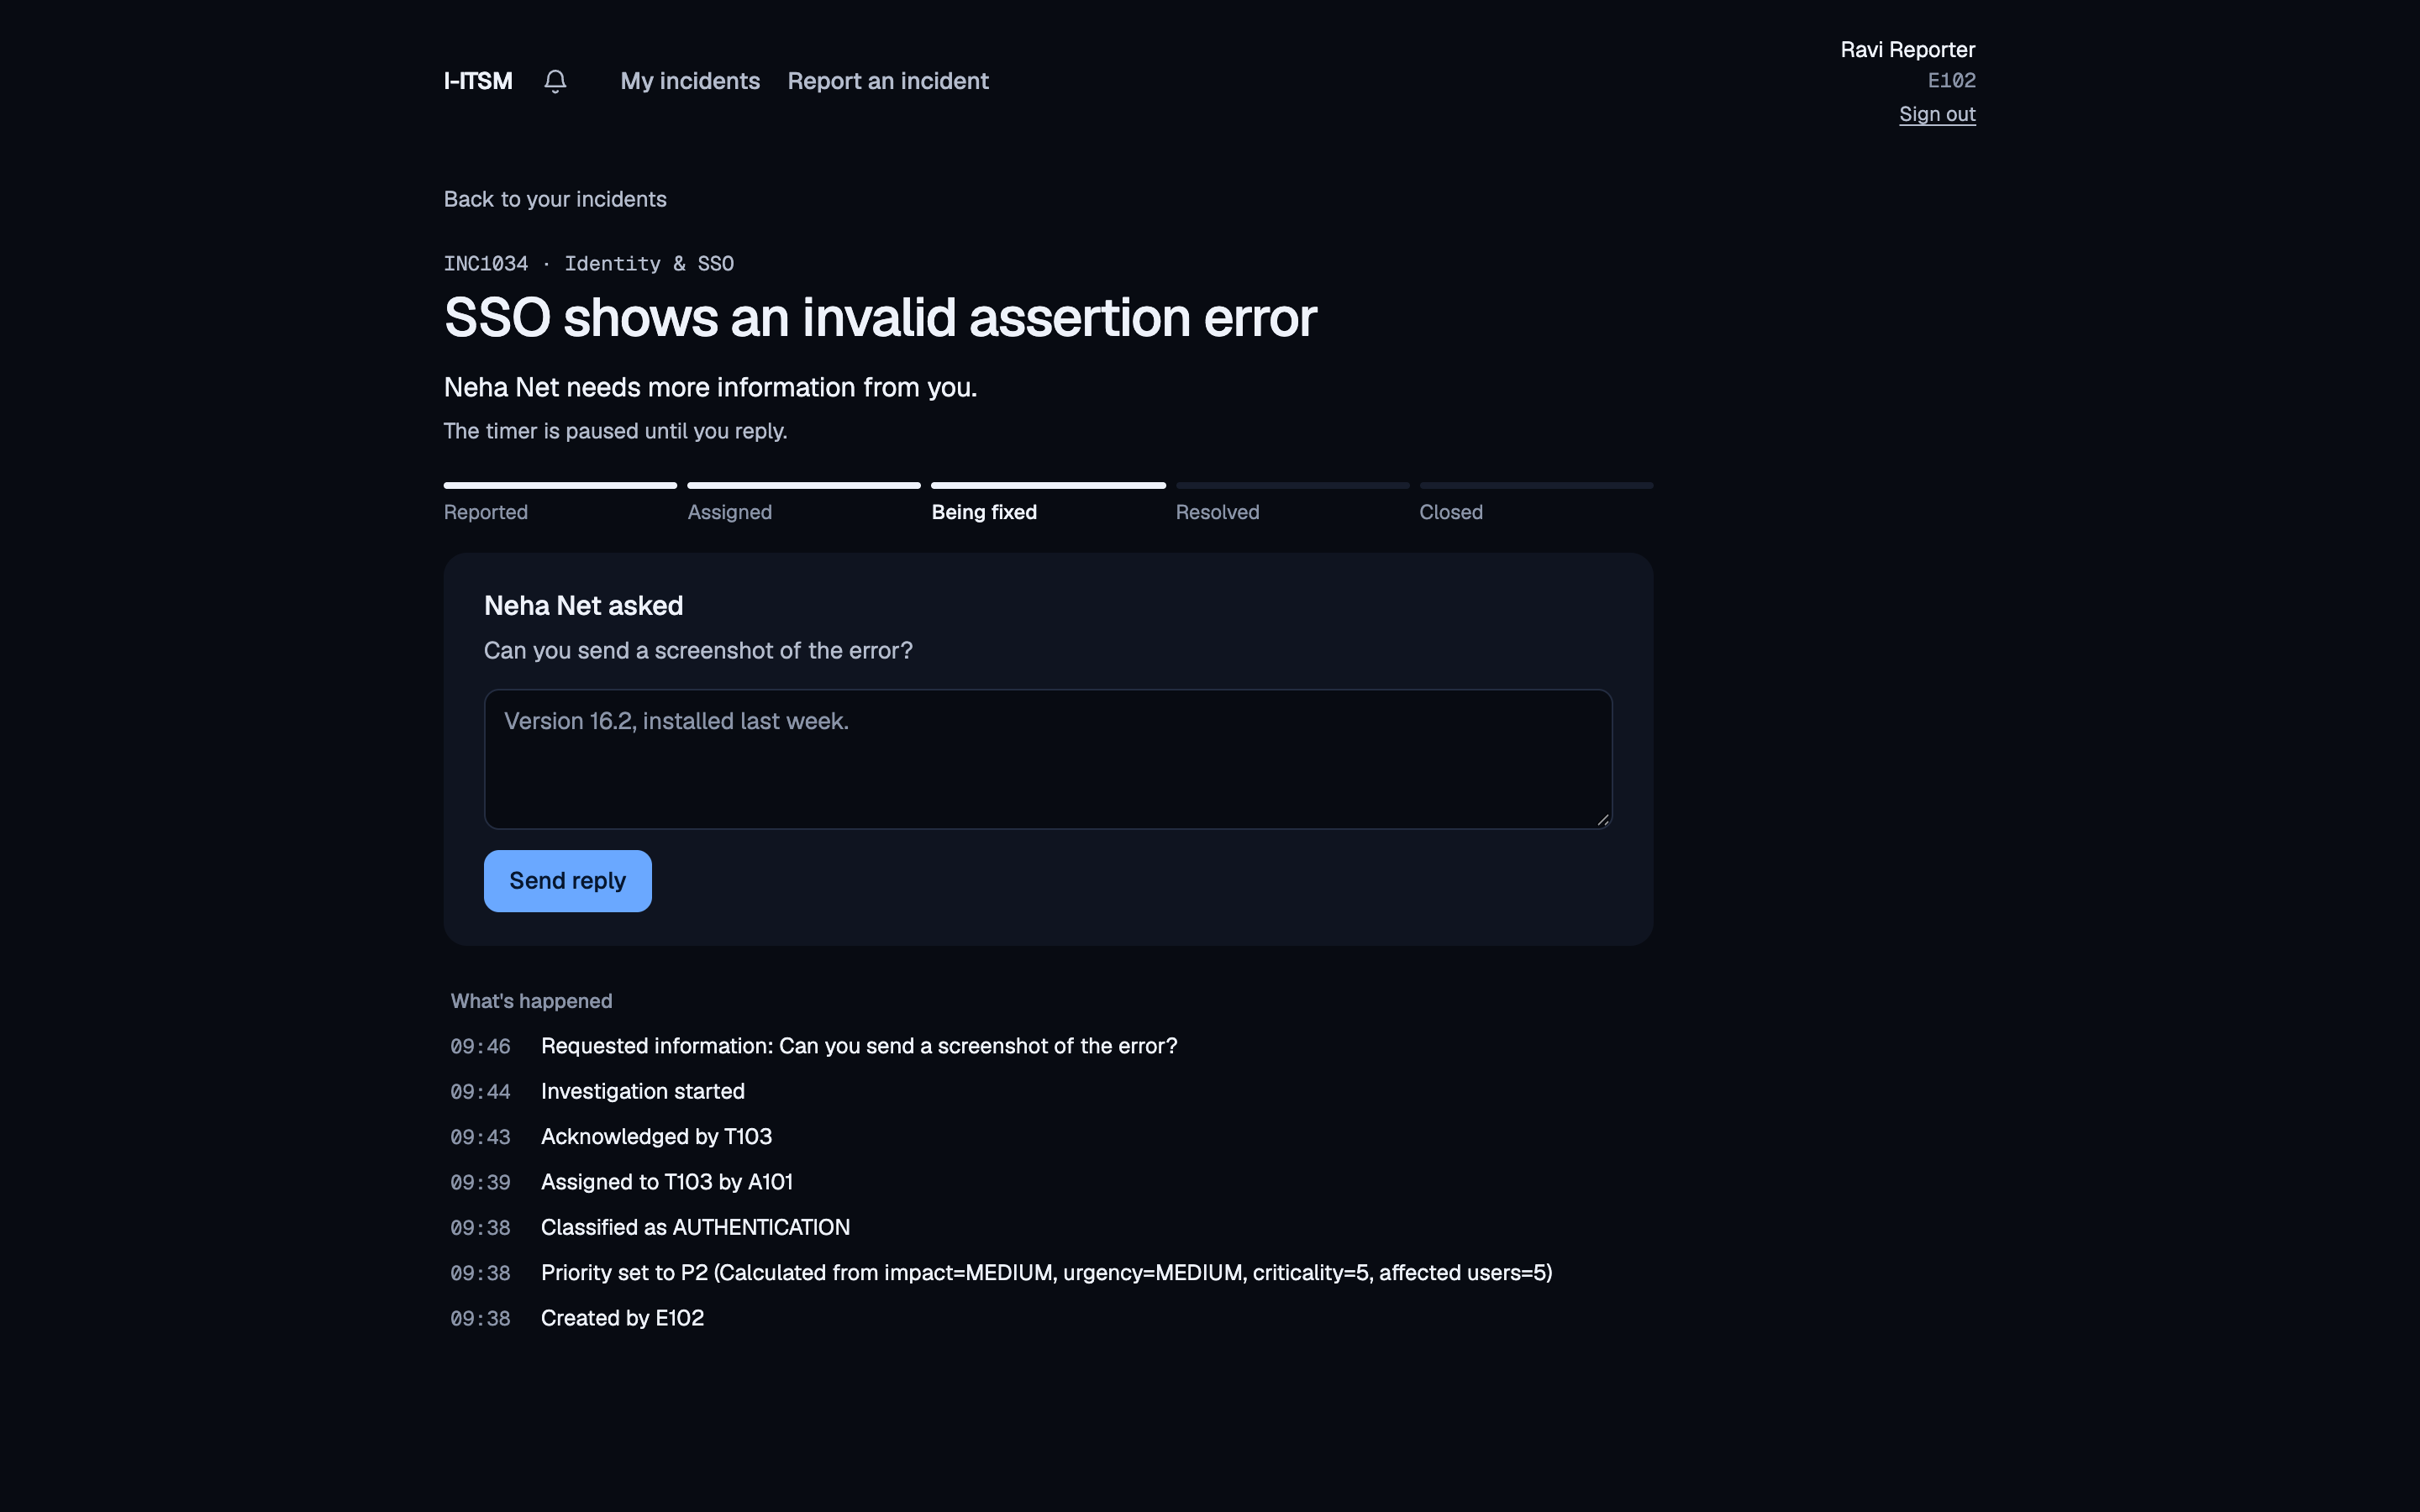 I-ITSM
My incidents
Report an incident
Ravi Reporter
E102
Sign out
Back to your incidents
INC1034 · Identity & SSO
SSO shows an invalid assertion error
Neha Net needs more information from you.
The timer is paused until you reply.
Reported
Assigned
Being fixed
Resolved
Closed
Neha Net asked
Can you send a screenshot of the error?
Version 16.2, installed last week.
Send reply
What's happened
09:46 Requested information: Can you send a screenshot of the error?
09:44 Investigation started
09:43 Acknowledged by T103
09:39 Assigned to T103 by A101
09:38 Classified as AUTHENTICATION
09:38 Priority set to P2 (Calculated from impact=MEDIUM, urgency=MEDIUM, criticality=5, affected users=5)
09:38 Created by E102